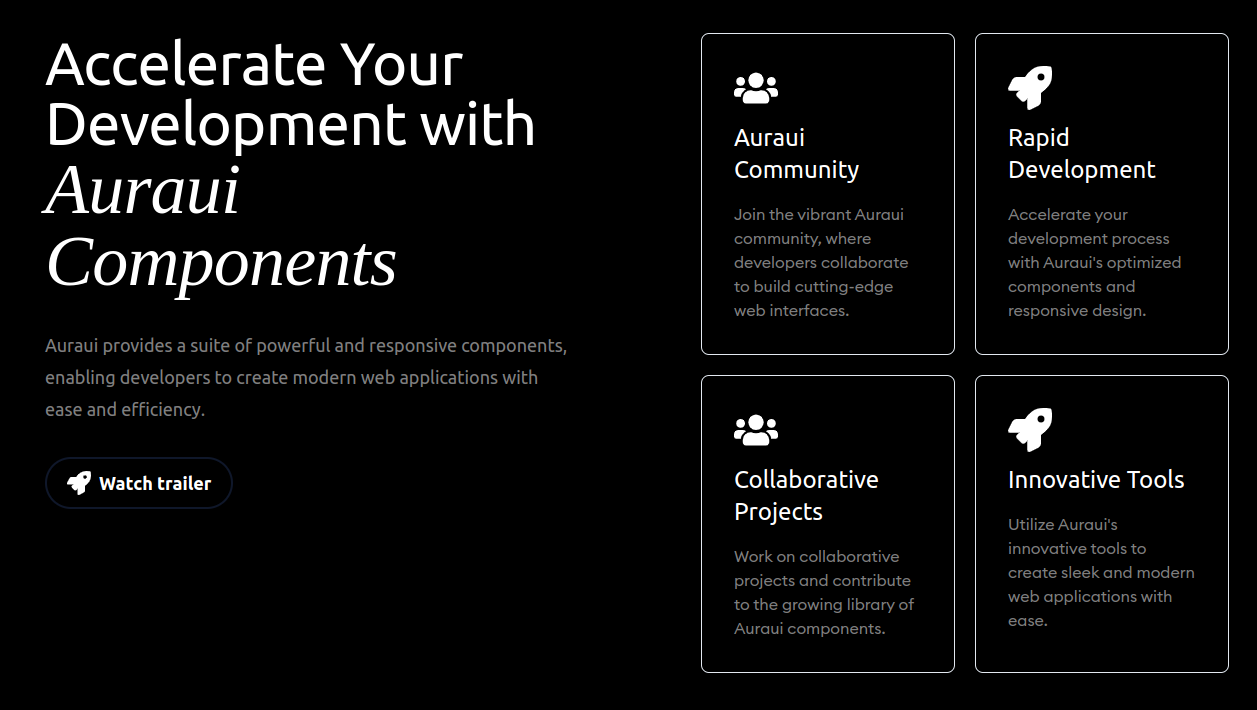 Accelerate Your
Development with
Auraui
Components
Auraui provides a suite of powerful and responsive components,
enabling developers to create modern web applications with
ease and efficiency.
Watch trailer
Auraui
Community
Join the vibrant Auraui
community, where
developers collaborate
to build cutting-edge
web interfaces.
Rapid
Development
Accelerate your
development process
with Auraui's optimized
components and
responsive design.
Collaborative
Projects
Work on collaborative
projects and contribute
to the growing library of
Auraui components.
Innovative Tools
Utilize Auraui's
innovative tools to
create sleek and modern
web applications with
ease.